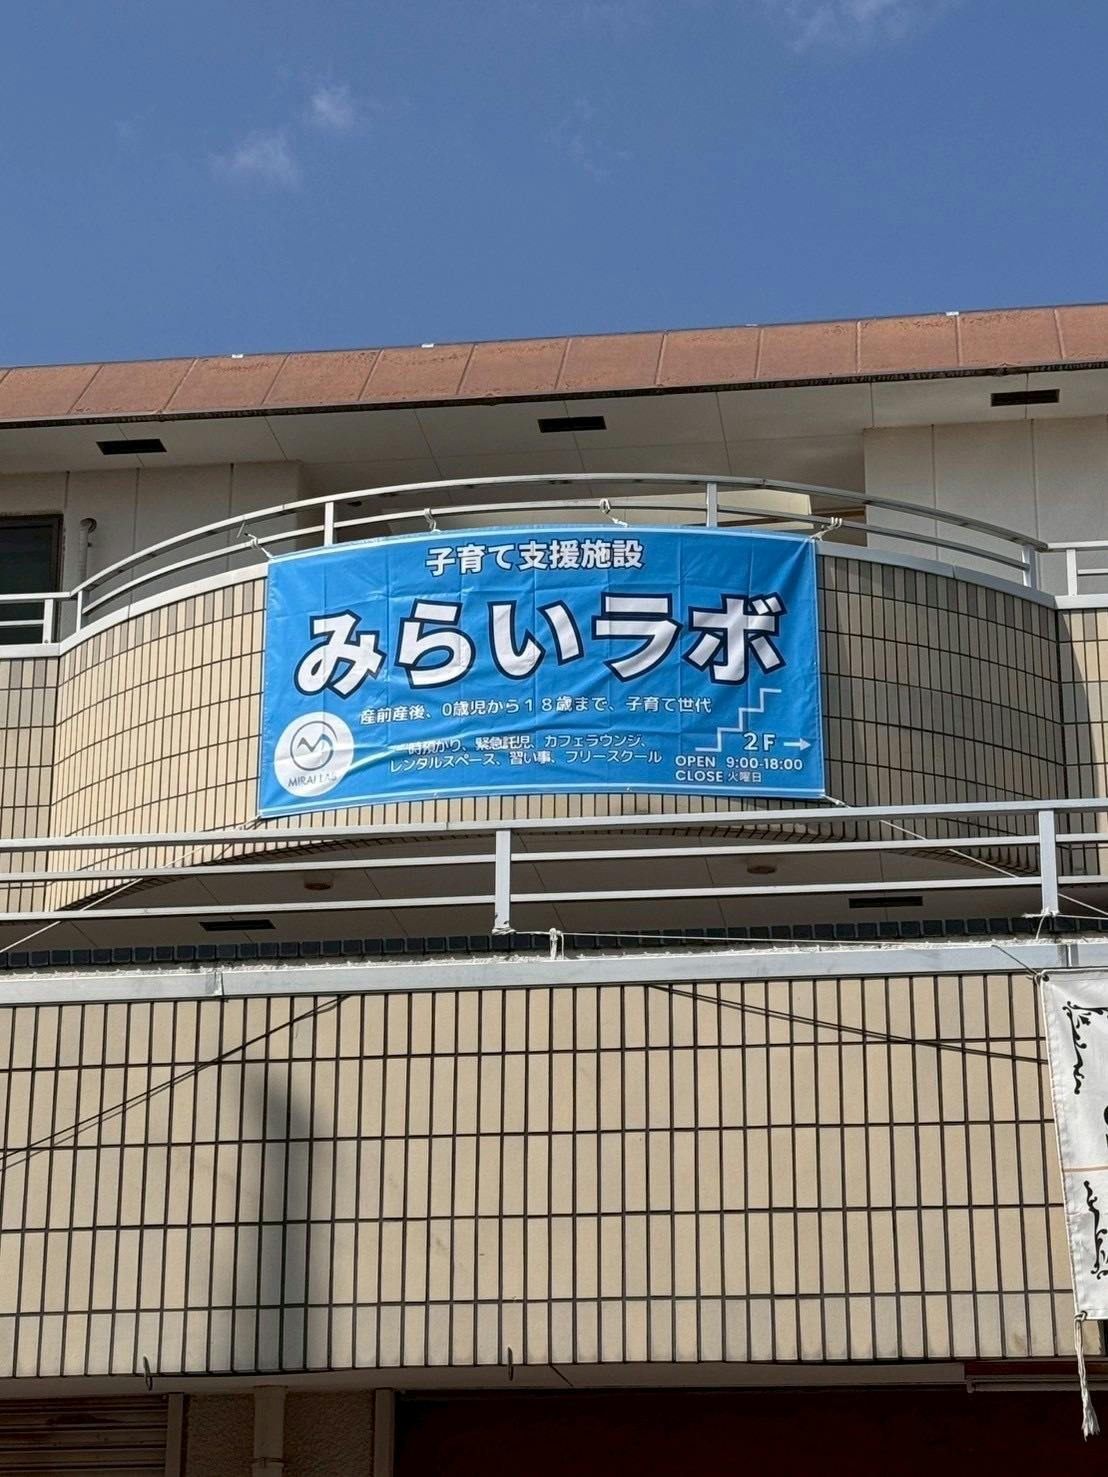 子育て支援施設
みらいラボ
産前産後、0歳児から18歳まで、子育て世代
一時預かり、緊急託児、カフェラウンジ、
レンタルスペース、習い事、フリースクール
MIRAI LAB
2F →
OPEN 9:00-18:00
CLOSE 火曜日